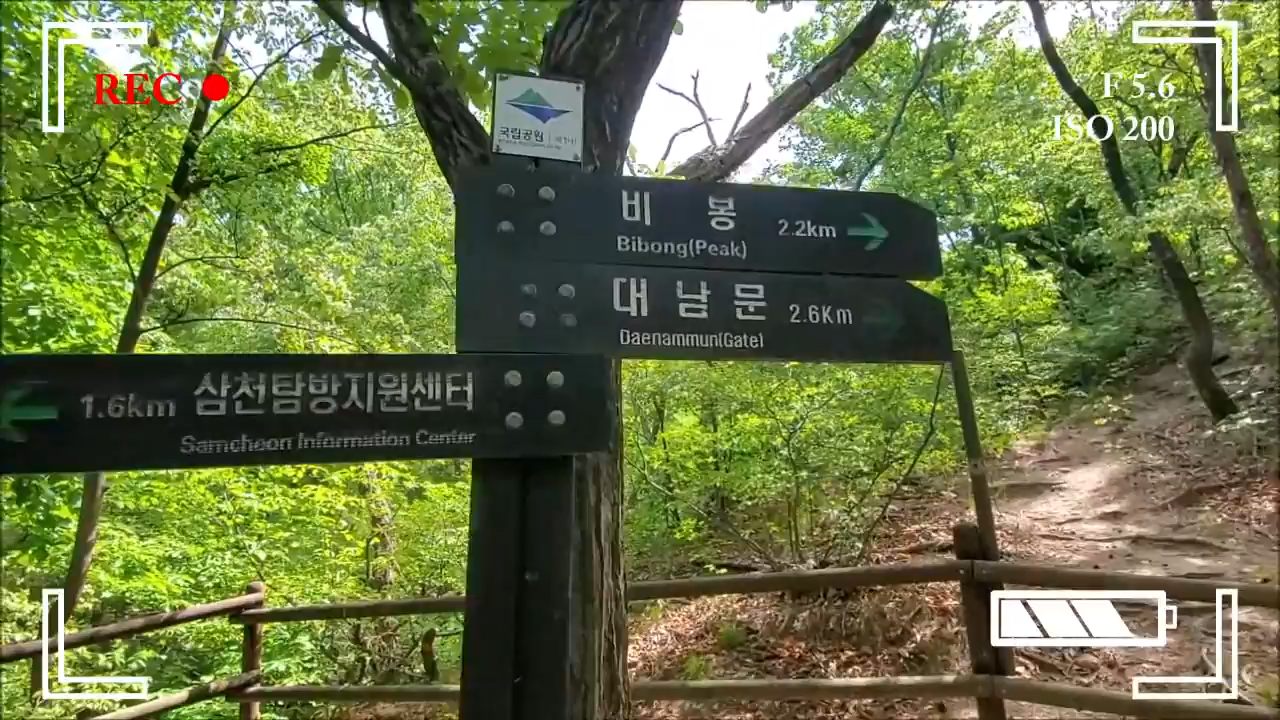 REC
F 5.6
ISO 200
국립공원
비 봉 2.2km
Bibong(Peak)
대 남 문 2.6Km
Daenammun(Gate)
1.6km 삼천탐방지원센터
Samcheon Information Center